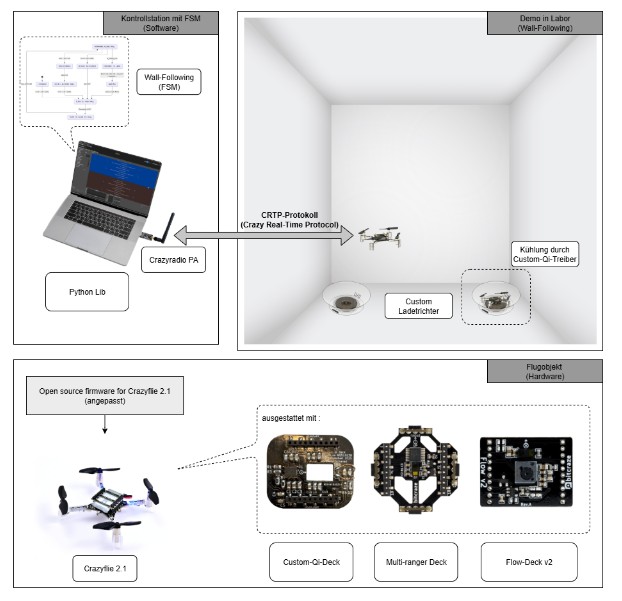 Kontrollstation mit FSM
(Software)
Wall-Following
(FSM)
Crazyradio PA
Python Lib
Demo in Labor
(Wall-Following)
CRTP-Protokoll
(Crazy Real-Time Protocol)
Kühlung durch
Custom-Qi-Treiber
Custom
Ladetrichter
Flugobjekt
(Hardware)
Open source firmware for Crazyflie 2.1
(angepasst)
ausgestattet mit :
Flow v2
bitcraze
Rev.A
Crazyflie 2.1
Custom-Qi-Deck
Multi-ranger Deck
Flow-Deck v2